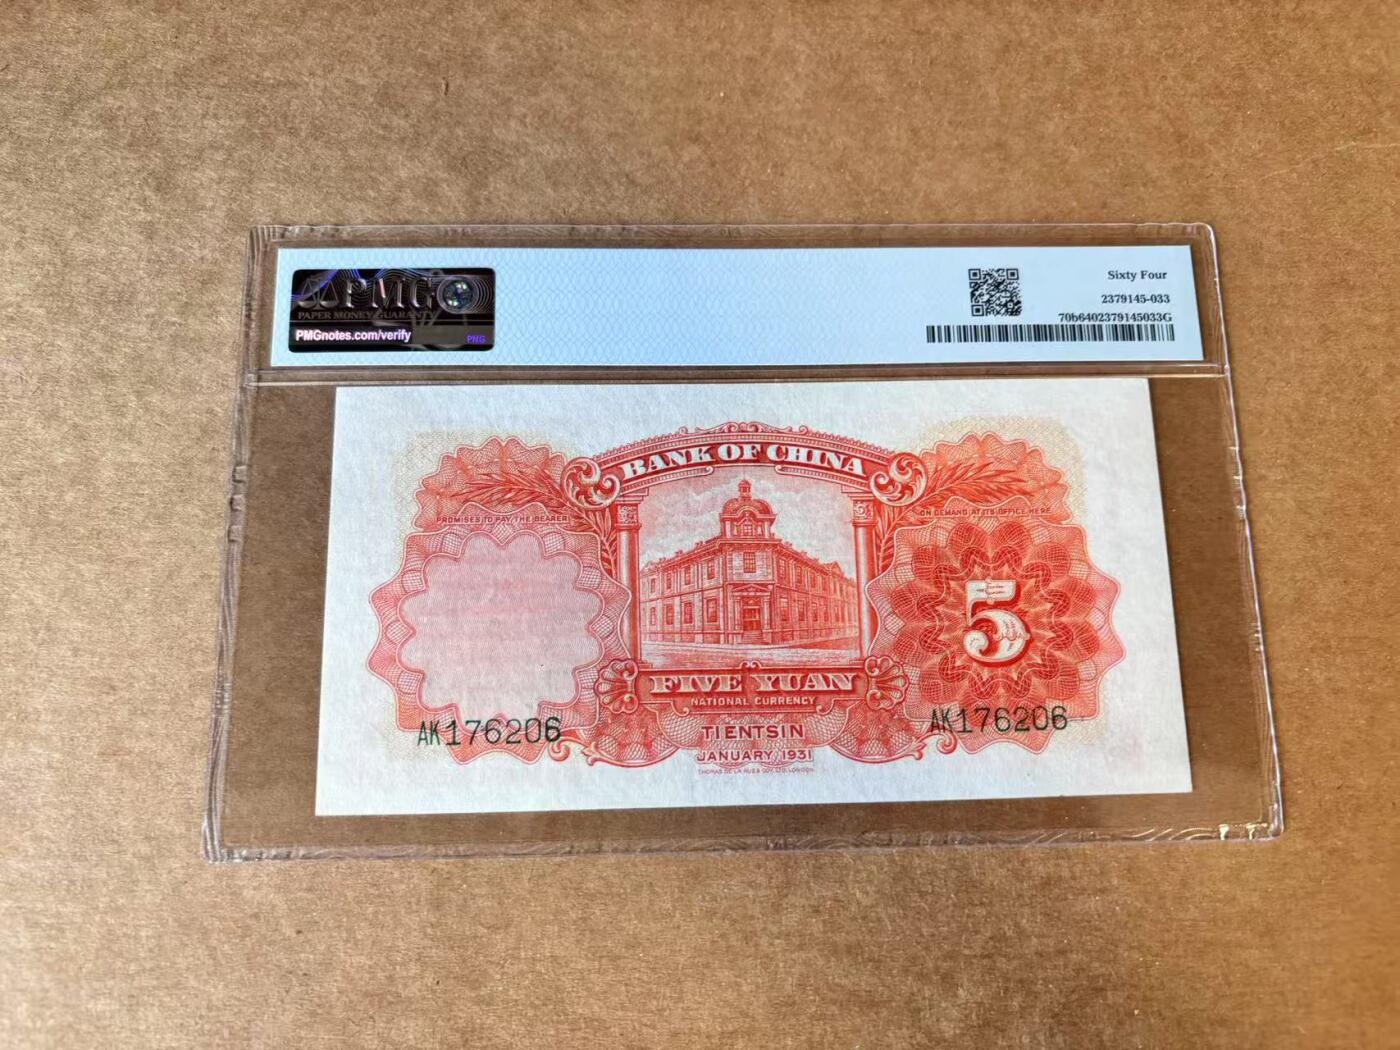 PMG
PAPER MONEY GUARANTY
PMGnotes.com/verify
PNG
Sixty Four
2379145-033
70b6402379145033G
BANK OF CHINA
PROMISES TO PAY THE BEARER
ON DEMAND AT ITS OFFICE HERE
5
FIVE YUAN
NATIONAL CURRENCY
AK176206
AK176206
TIENTSIN
JANUARY, 1931
THOMAS DE LA RUE & COY. LTD. LONDON.